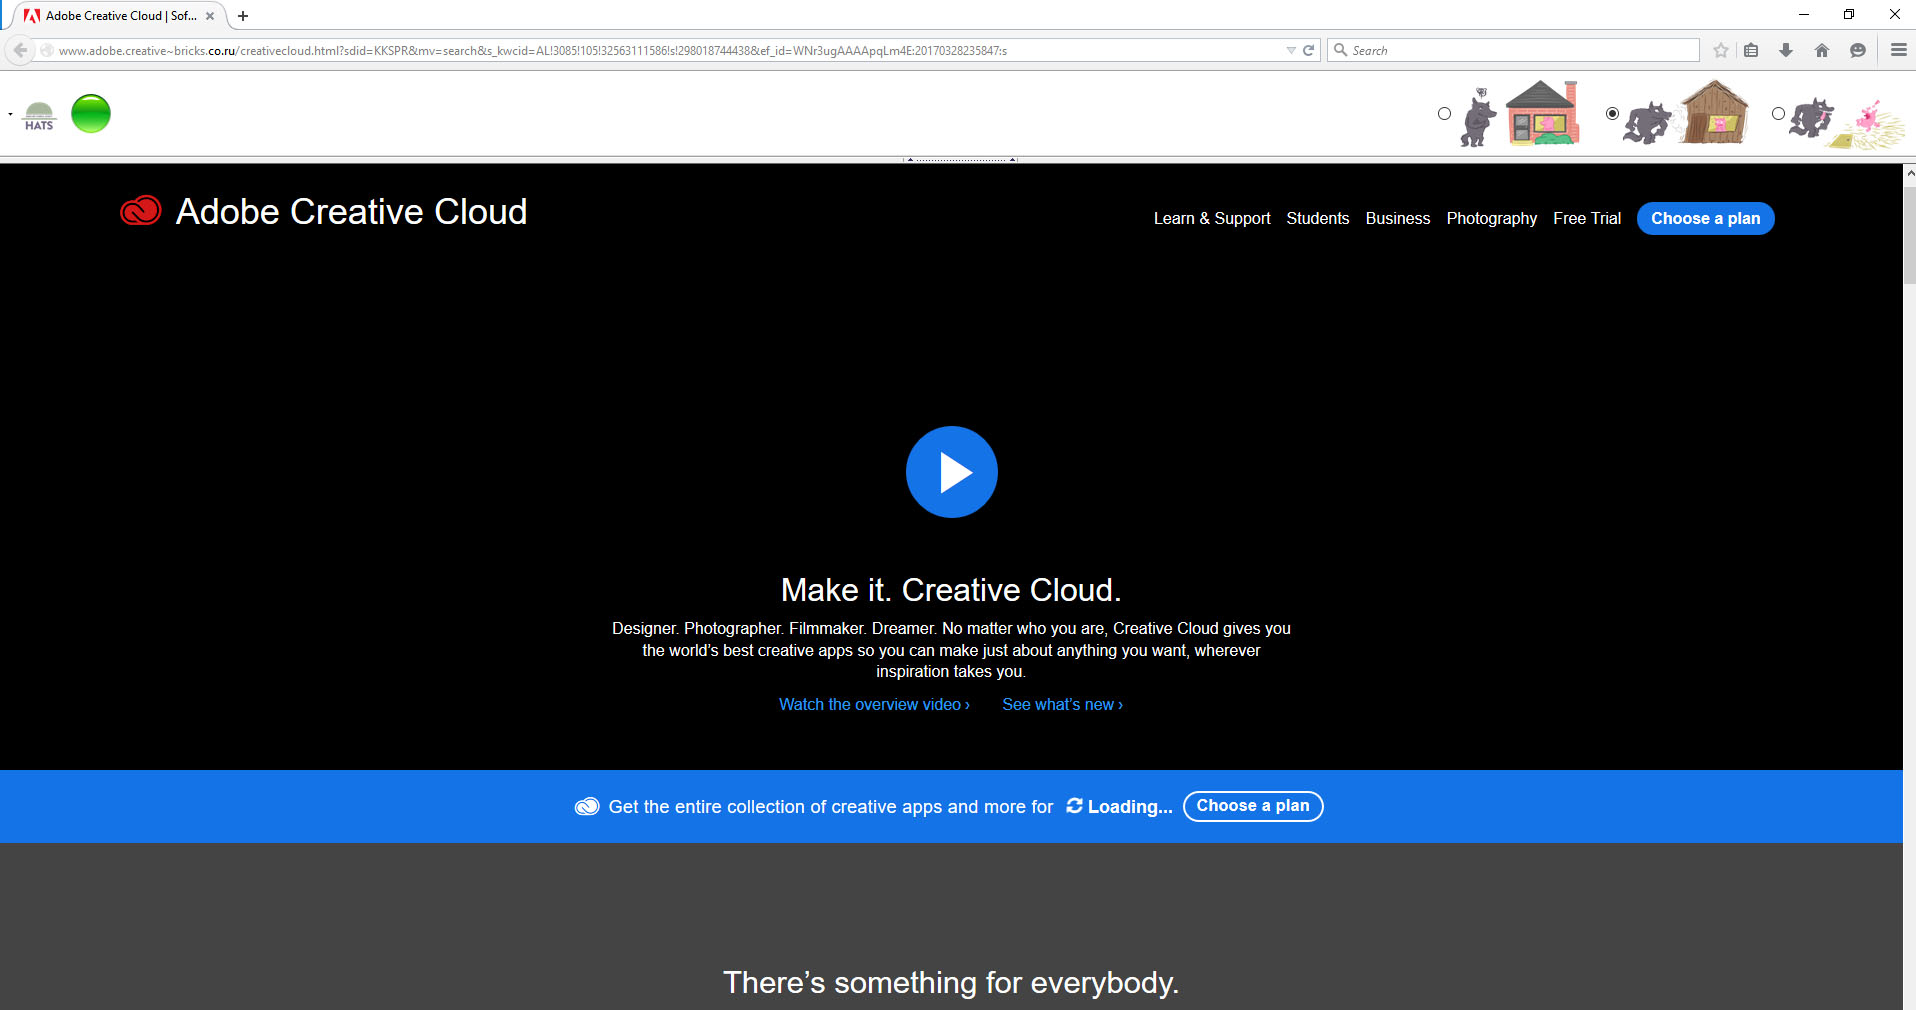 Adobe Creative Cloud | Sof...
www.adobe.creative~bricks.co.ru/creativecloud.html?sdid=KKSPR&mv=search&s_kwcid=AL!3085!105!32563111586!s!298018744438&ef_id=WNr3ugAAAApqLm4E:20170328235847:s
Search
HATS
Adobe Creative Cloud
Learn & Support Students Business Photography Free Trial Choose a plan
Make it. Creative Cloud.
Designer. Photographer. Filmmaker. Dreamer. No matter who you are, Creative Cloud gives you
the world’s best creative apps so you can make just about anything you want, wherever
inspiration takes you.
Watch the overview video › See what’s new ›
Get the entire collection of creative apps and more for Loading... Choose a plan
There’s something for everybody.